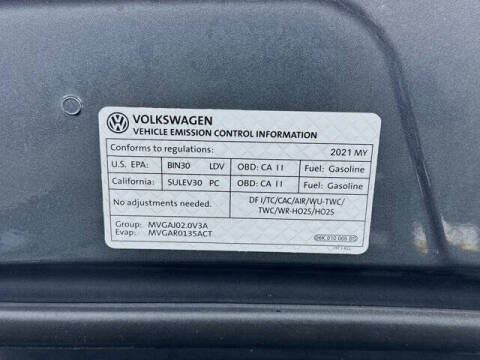 VOLKSWAGEN
VEHICLE EMISSION CONTROL INFORMATION
Conforms to regulations: 2021 MY
U.S. EPA: BIN30 LDV OBD: CA II Fuel: Gasoline
California: SULEV30 PC OBD: CA II Fuel: Gasoline
No adjustments needed.
DFI/TC/CAC/AIR/WU-TWC/
TWC/WR-HO2S/HO2S
Group: MVGAJ02.0V3A
Evap: MVGAR0135ACT